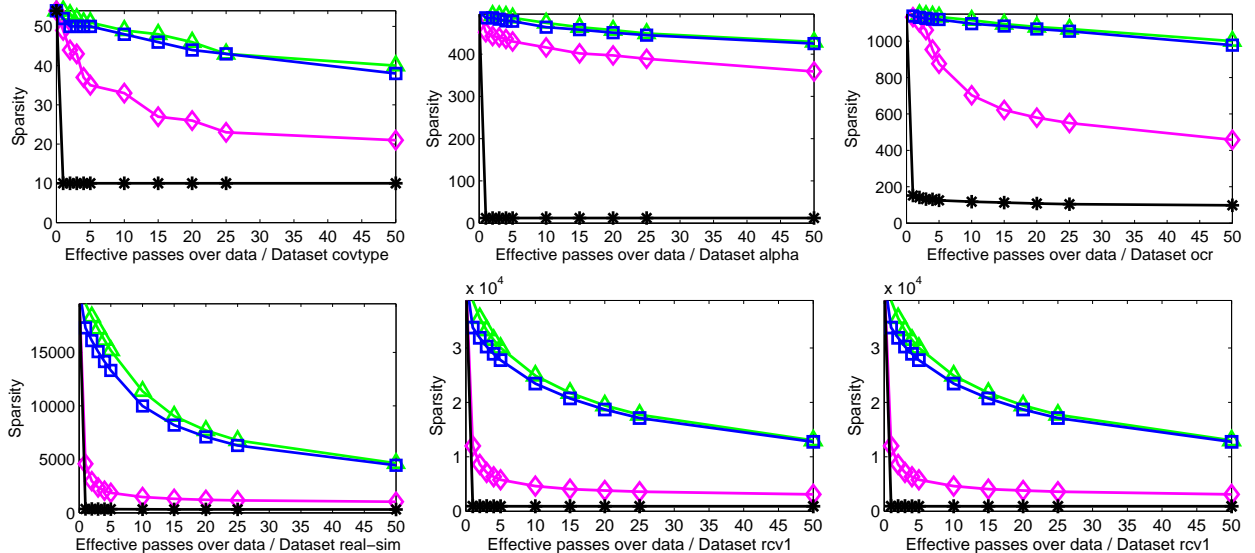 50
40
30
20
10
0
Sparsity
0 5 10 15 20 25 30 35 40 45 50
Effective passes over data / Dataset covtype
400
300
200
100
0
Sparsity
0 5 10 15 20 25 30 35 40 45 50
Effective passes over data / Dataset alpha
1000
800
600
400
200
0
Sparsity
0 5 10 15 20 25 30 35 40 45 50
Effective passes over data / Dataset ocr
15000
10000
5000
0
Sparsity
0 5 10 15 20 25 30 35 40 45 50
Effective passes over data / Dataset real−sim
x 10^4
3
2
1
0
Sparsity
0 5 10 15 20 25 30 35 40 45 50
Effective passes over data / Dataset rcv1
x 10^4
3
2
1
0
Sparsity
0 5 10 15 20 25 30 35 40 45 50
Effective passes over data / Dataset rcv1